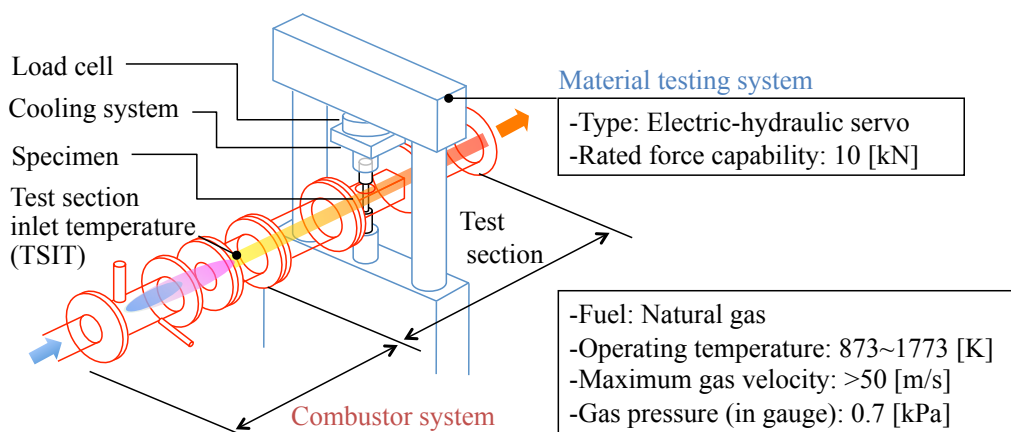 Load cell
Cooling system
Specimen
Test section
inlet temperature
(TSIT)
Material testing system
-Type: Electric-hydraulic servo
-Rated force capability: 10 [kN]
Test
section
-Fuel: Natural gas
-Operating temperature: 873~1773 [K]
-Maximum gas velocity: >50 [m/s]
-Gas pressure (in gauge): 0.7 [kPa]
Combustor system